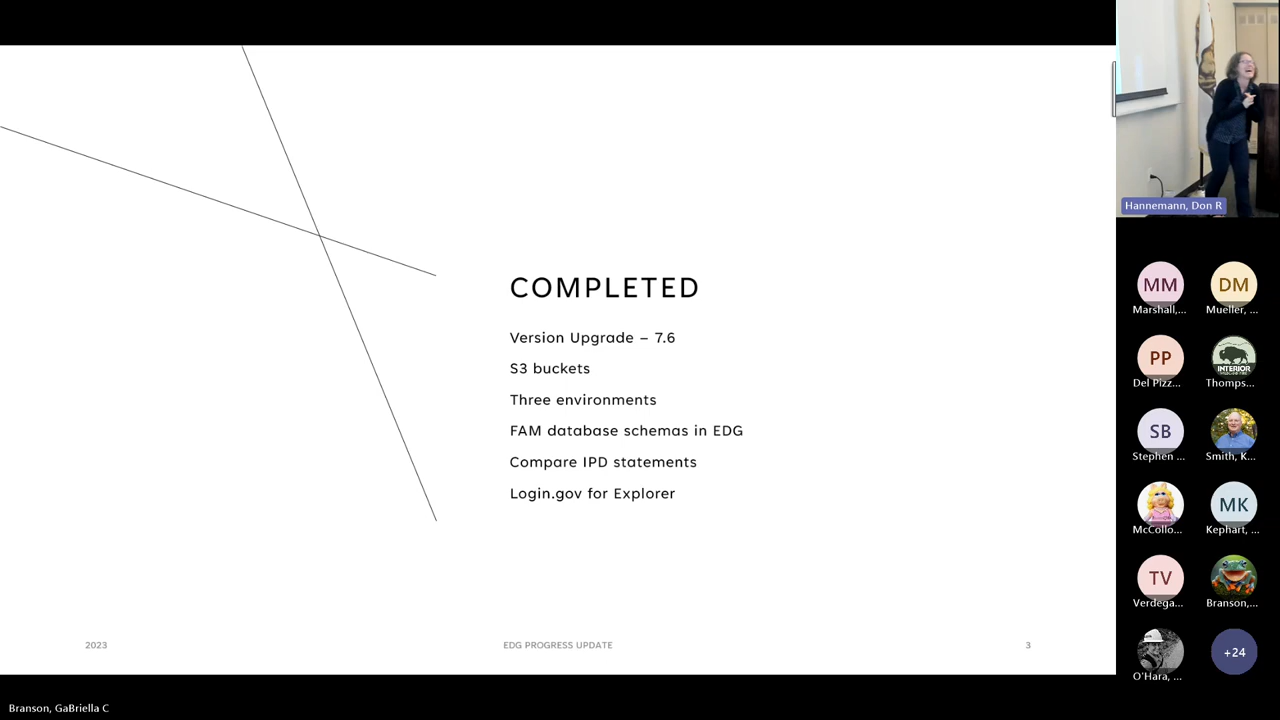 COMPLETED
Version Upgrade – 7.6
S3 buckets
Three environments
FAM database schemas in EDG
Compare IPD statements
Login.gov for Explorer
2023
EDG PROGRESS UPDATE
3
Branson, GaBriella C
Hannemann, Don R
MM
Marshall,...
DM
Mueller, ...
PP
Del Pizz...
INTERIOR
Thomps...
SB
Stephen ...
Smith, K...
McCollo...
MK
Kephart, ...
TV
Verdega...
Branson,...
O'Hara, ...
+24